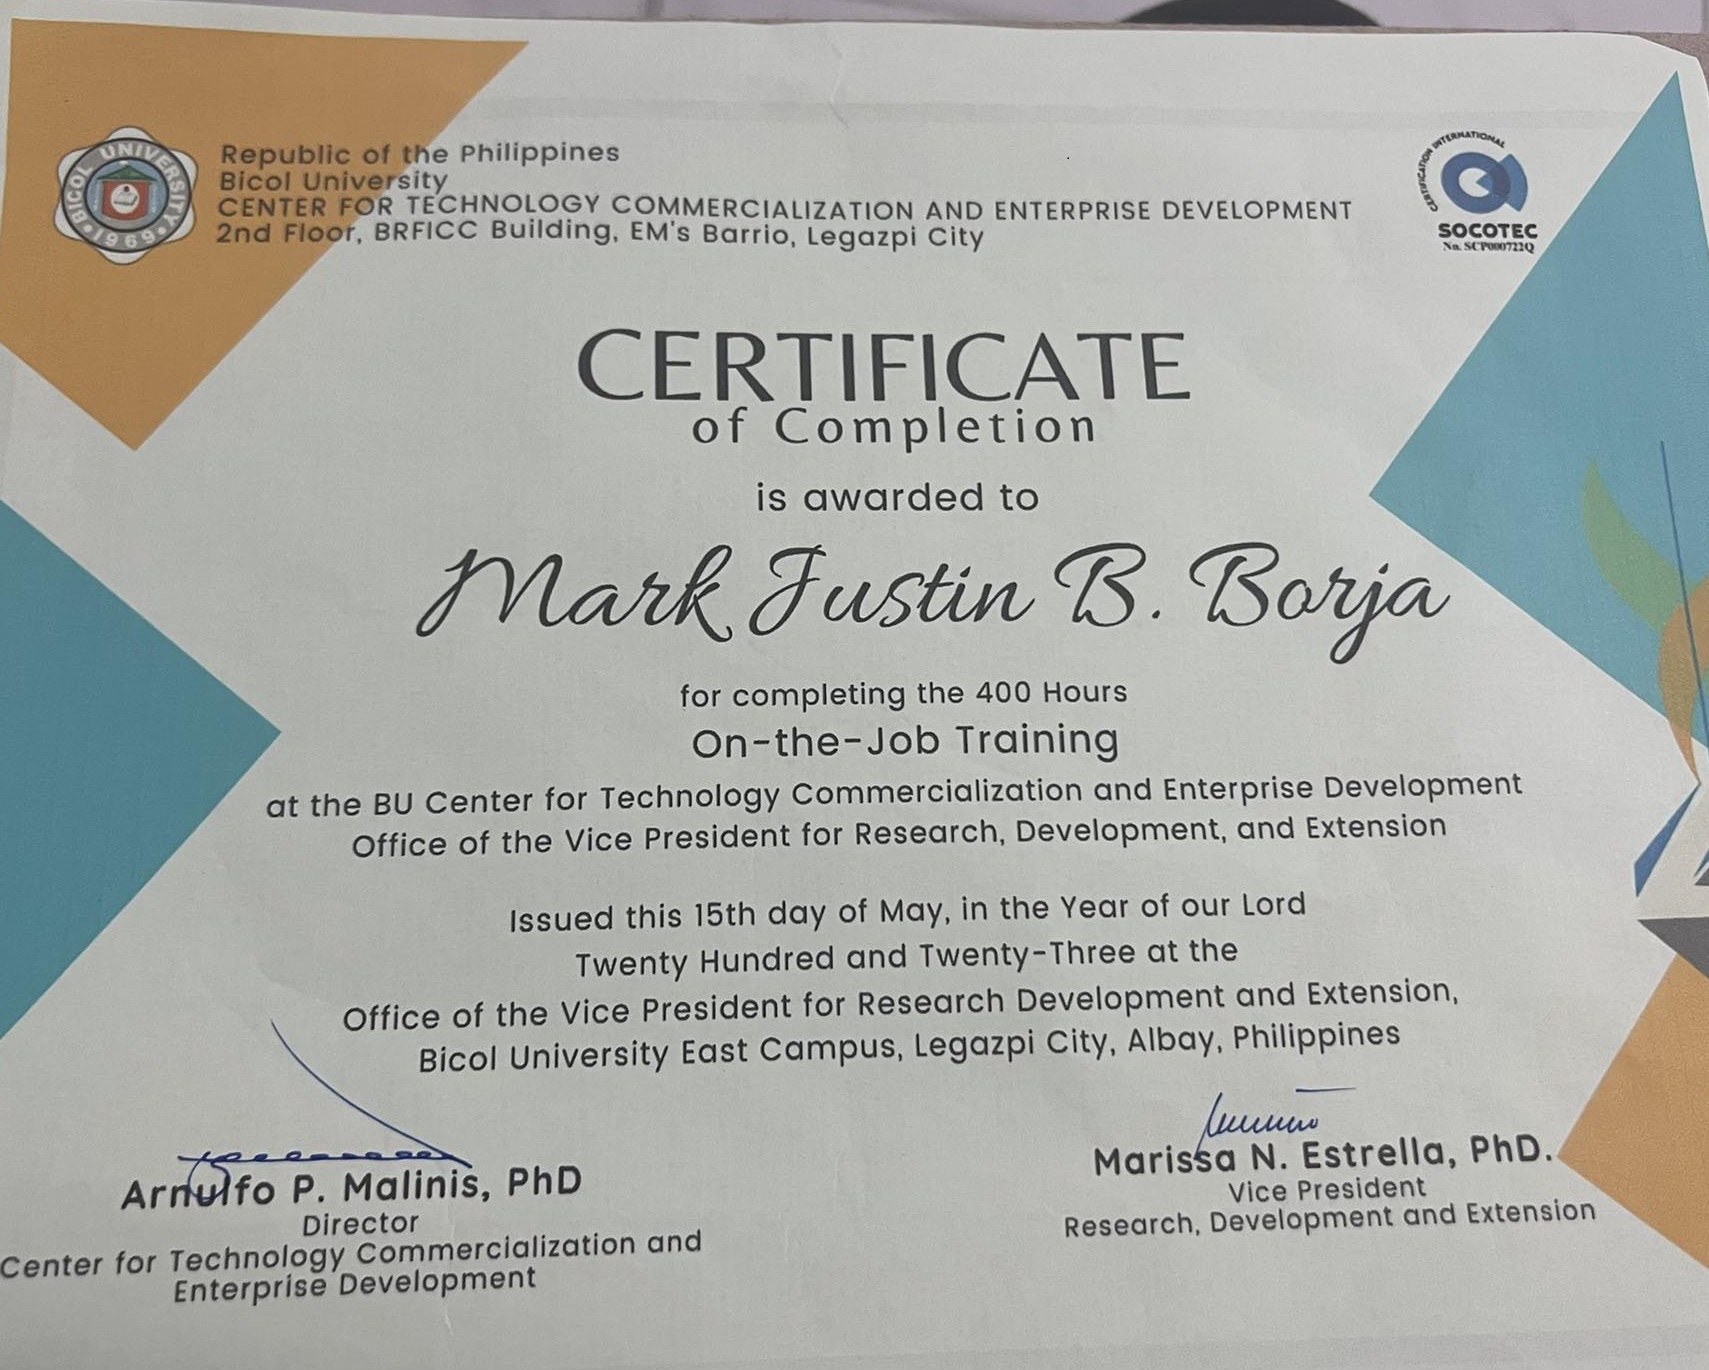 BICOL UNIVERSITY
1969
Republic of the Philippines
Bicol University
CENTER FOR TECHNOLOGY COMMERCIALIZATION AND ENTERPRISE DEVELOPMENT
2nd Floor, BRFICC Building, EM's Barrio, Legazpi City
CERTIFICATION INTERNATIONAL
SOCOTEC
No. SCP000722Q
CERTIFICATE
of Completion
is awarded to
Mark Justin B. Borja
for completing the 400 Hours
On-the-Job Training
at the BU Center for Technology Commercialization and Enterprise Development
Office of the Vice President for Research, Development, and Extension
Issued this 15th day of May, in the Year of our Lord
Twenty Hundred and Twenty-Three at the
Office of the Vice President for Research Development and Extension,
Bicol University East Campus, Legazpi City, Albay, Philippines
Arnulfo P. Malinis, PhD
Director
Center for Technology Commercialization and
Enterprise Development
Marissa N. Estrella, PhD.
Vice President
Research, Development and Extension